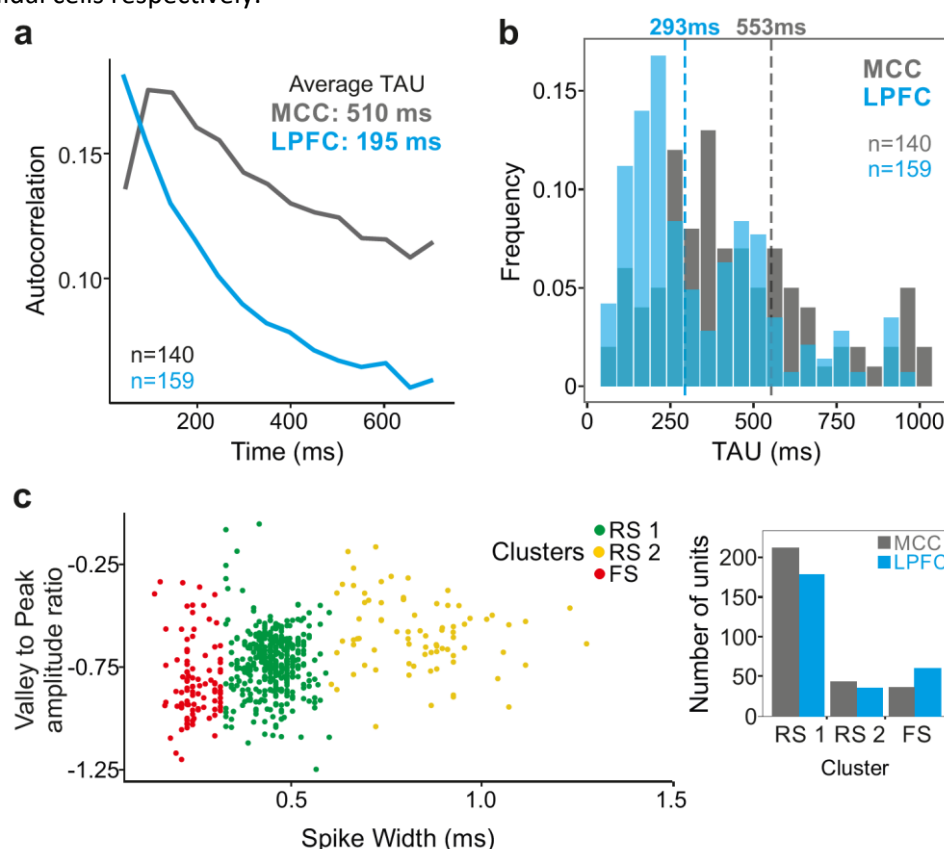 dual cells respectively.
a
Average TAU
MCC: 510 ms
LPFC: 195 ms
0.15
0.10
Autocorrelation
n=140
n=159
200
400
600
Time (ms)
b
293ms
553ms
MCC
LPFC
n=140
n=159
0.15
0.10
0.05
0
Frequency
0
250
500
750
1000
TAU (ms)
c
Clusters
RS 1
RS 2
FS
-0.25
-0.75
-1.25
Valley to Peak
amplitude ratio
0.5
1.0
1.5
Spike Width (ms)
MCC
LPFC
200
150
100
50
0
Number of units
RS 1
RS 2
FS
Cluster